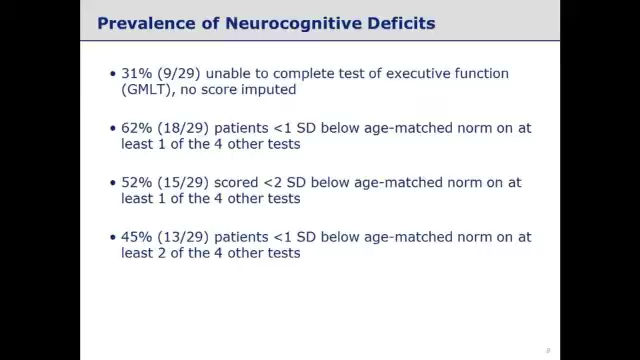 Prevalence of Neurocognitive Deficits
• 31% (9/29) unable to complete test of executive function
(GMLT), no score imputed
• 62% (18/29) patients <1 SD below age-matched norm on at
least 1 of the 4 other tests
• 52% (15/29) scored <2 SD below age-matched norm on at
least 1 of the 4 other tests
• 45% (13/29) patients <1 SD below age-matched norm on at
least 2 of the 4 other tests